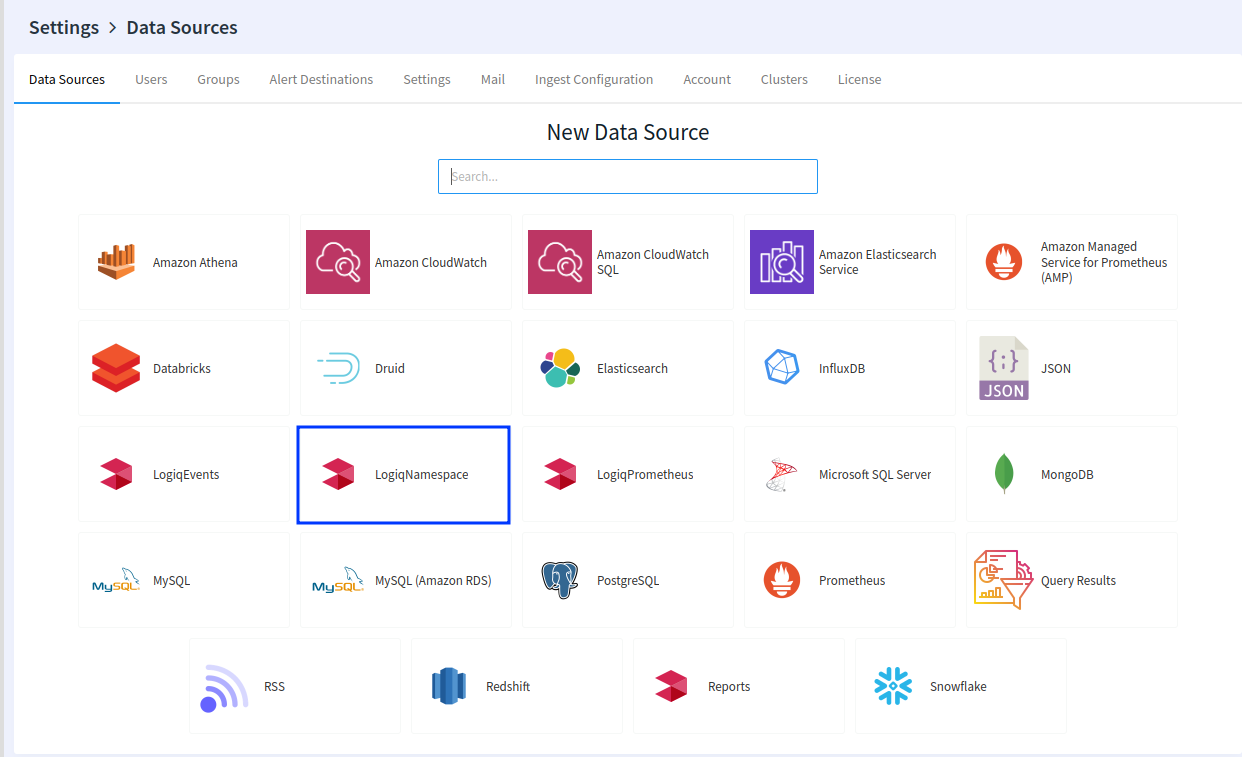 Settings > Data Sources
Data Sources Users Groups Alert Destinations Settings Mail Ingest Configuration Account Clusters License
New Data Source
Search...
Amazon Athena
Amazon CloudWatch
Amazon CloudWatch
SQL
Amazon Elasticsearch
Service
Amazon Managed
Service for Prometheus
(AMP)
Databricks
Druid
Elasticsearch
InfluxDB
{;}
JSON
JSON
LogiqEvents
LogiqNamespace
LogiqPrometheus
Microsoft SQL Server
MongoDB
MySQL
MySQL
MySQL
MySQL (Amazon RDS)
PostgreSQL
Prometheus
Query Results
RSS
Redshift
Reports
Snowflake